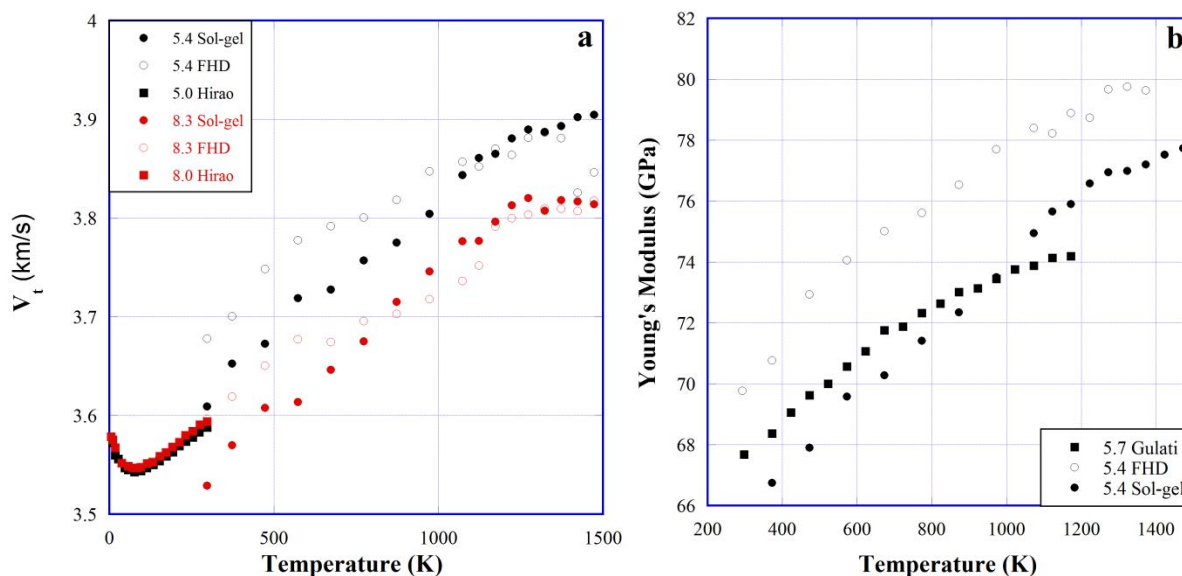 4
3.9
3.8
3.7
3.6
3.5
V_t (km/s)
a
5.4 Sol-gel
5.4 FHD
5.0 Hirao
8.3 Sol-gel
8.3 FHD
8.0 Hirao
0
500
1000
1500
Temperature (K)
82
80
78
76
74
72
70
68
66
Young's Modulus (GPa)
b
5.7 Gulati
5.4 FHD
5.4 Sol-gel
200
400
600
800
1000
1200
1400
Temperature (K)